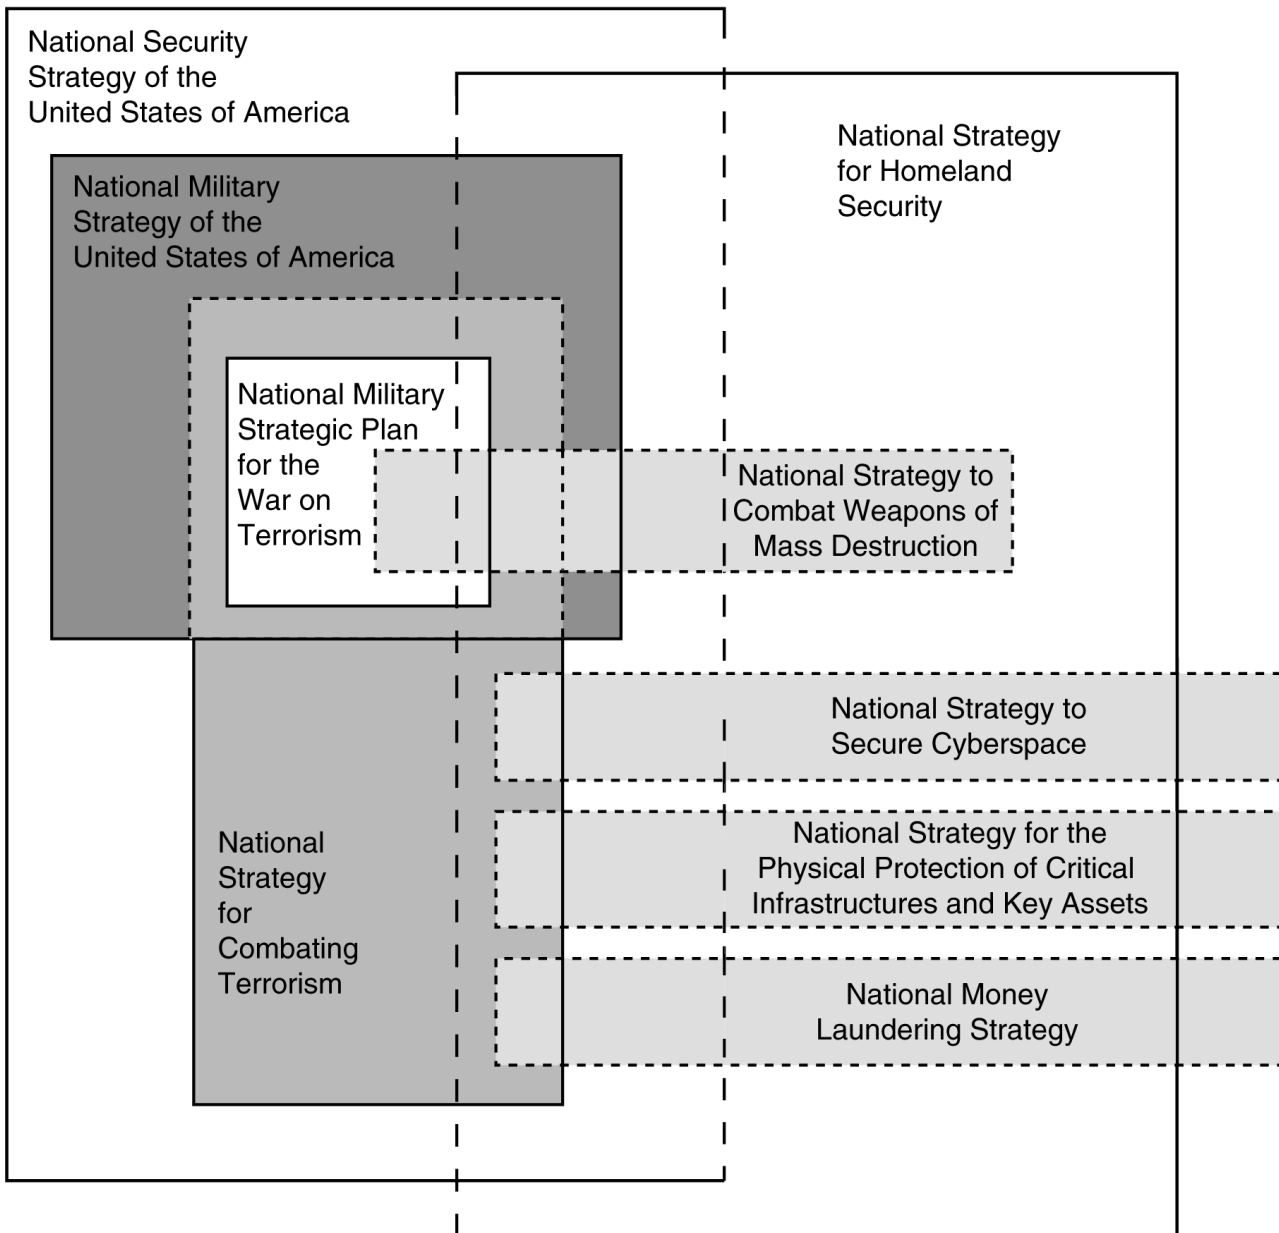 National Security
Strategy of the
United States of America
National Strategy
for Homeland
Security
National Military
Strategy of the
United States of America
National Military
Strategic Plan
for the
War on
Terrorism
National Strategy to
Combat Weapons of
Mass Destruction
National Strategy to
Secure Cyberspace
National Strategy for the
Physical Protection of Critical
Infrastructures and Key Assets
National
Strategy
for
Combating
Terrorism
National Money
Laundering Strategy